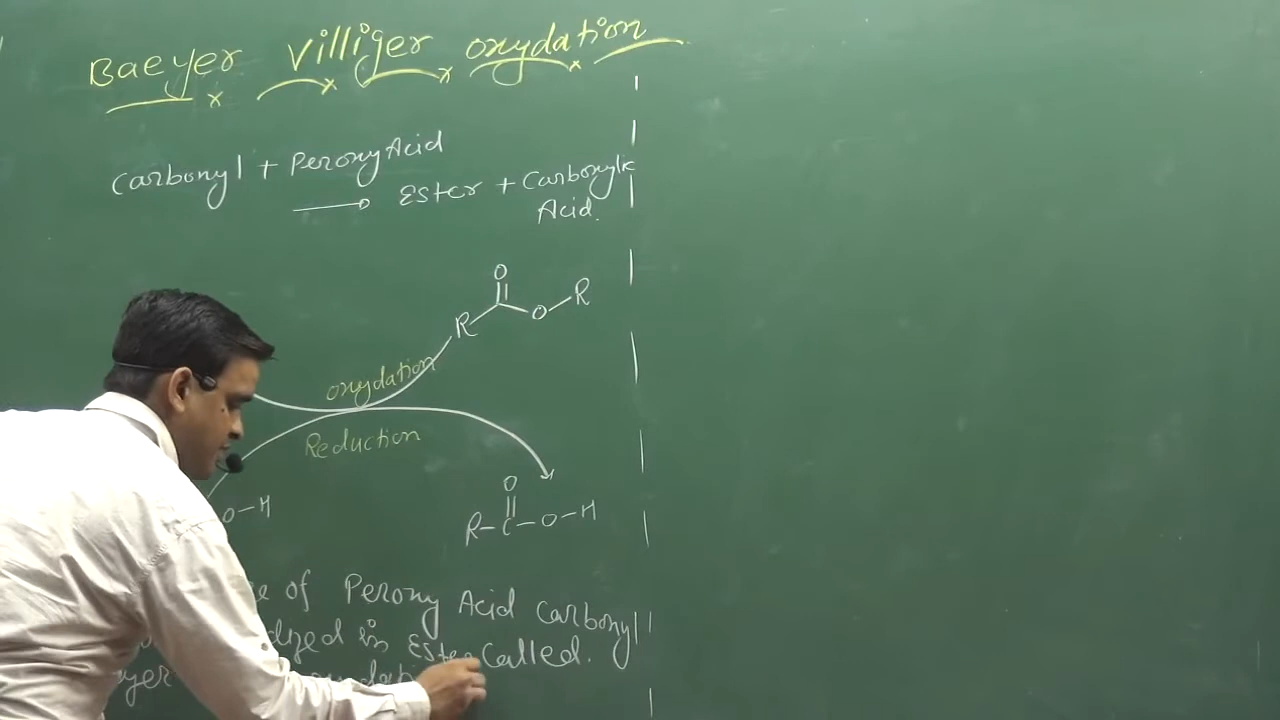 Baeyer Villiger oxydation
Carbonyl + Peroxy Acid
⟶ Ester + Carboxylic
Acid.
O
R O R
oxydation
Reduction
O
O-H
R-C-O-H
of Peroxy Acid Carbonyl
in Ester Called.